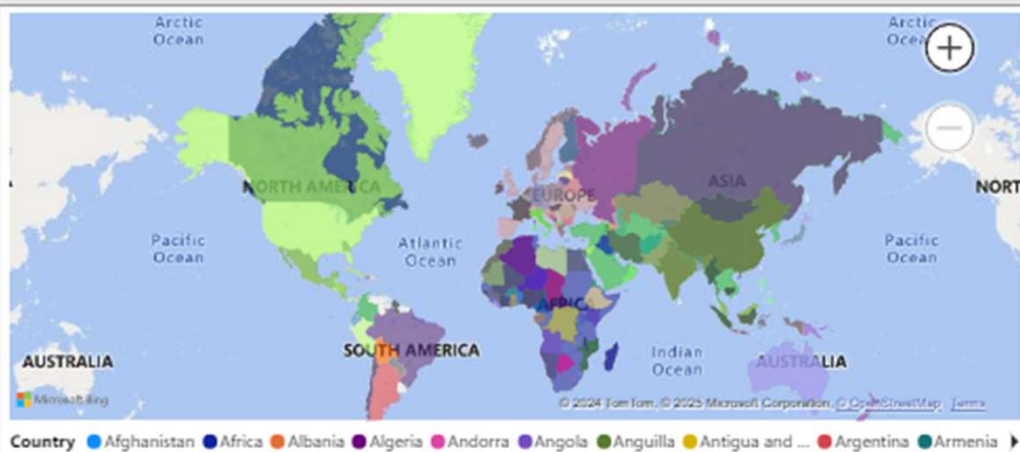 Arctic
Ocean
Arctic
Ocea
NORTH AMERICA
EUROPE
ASIA
NORT
Pacific
Ocean
Atlantic
Ocean
Pacific
Ocean
AFRICA
AUSTRALIA
SOUTH AMERICA
Indian
Ocean
AUSTRALIA
Microsoft Bing
© 2024 TomTom, © 2025 Microsoft Corporation, © OpenStreetMap Terms
Country Afghanistan Africa Albania Algeria Andorra Angola Anguilla Antigua and ... Argentina Armenia